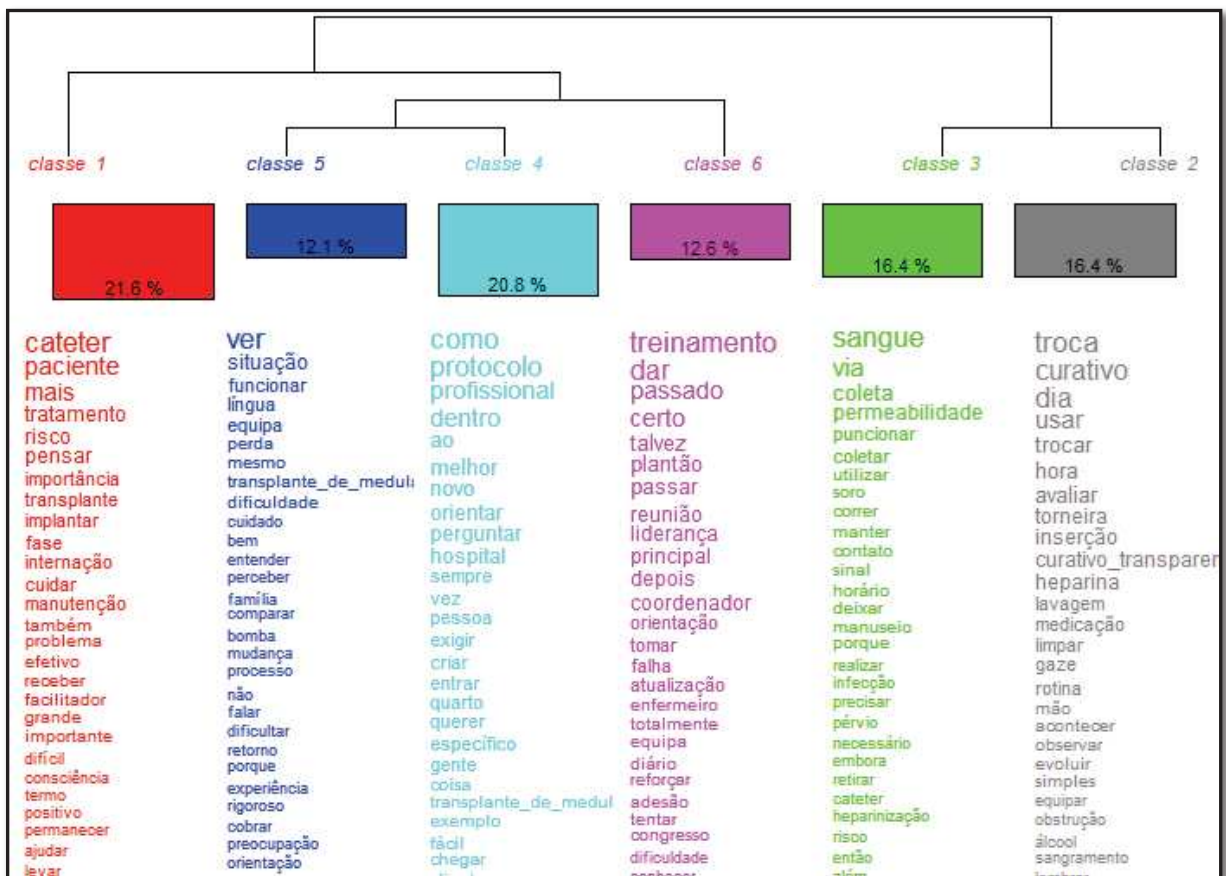 classe 1
classe 5
classe 4
classe 6
classe 3
classe 2
21.6 %
12.1 %
20.8 %
12.6 %
16.4 %
16.4 %
cateter
paciente
mais
tratamento
risco
pensar
importância
transplante
implantar
fase
internação
cuidar
manutenção
também
problema
efetivo
receber
facilitador
grande
importante
difícil
consciência
termo
positivo
permanecer
ajudar
levar
ver
situação
funcionar
língua
equipa
perda
mesmo
transplante_de_medula
dificuldade
cuidado
bem
entender
perceber
família
comparar
bomba
mudança
processo
não
falar
dificultar
retorno
porque
experiência
rigoroso
cobrar
preocupação
orientação
como
protocolo
profissional
dentro
ao
melhor
novo
orientar
perguntar
hospital
sempre
vez
pessoa
exigir
criar
entrar
quarto
querer
específico
gente
coisa
transplante_de_medul
exemplo
fácil
chegar
treinamento
dar
passado
certo
talvez
plantão
passar
reunião
liderança
principal
depois
coordenador
orientação
tomar
falha
atualização
enfermeiro
totalmente
equipa
diário
reforçar
adesão
tentar
congresso
dificuldade
sangue
via
coleta
permeabilidade
puncionar
coletar
utilizar
soro
correr
manter
contato
sinal
horário
deixar
manuseio
porque
realizar
infecção
precisar
pérvio
necessário
embora
retirar
cateter
heparinização
risco
então
além
troca
curativo
dia
usar
trocar
hora
avaliar
torneira
inserção
curativo_transparen
heparina
lavagem
medicação
limpar
gaze
rotina
mão
acontecer
observar
evoluir
simples
equipar
obstrução
álcool
sangramento